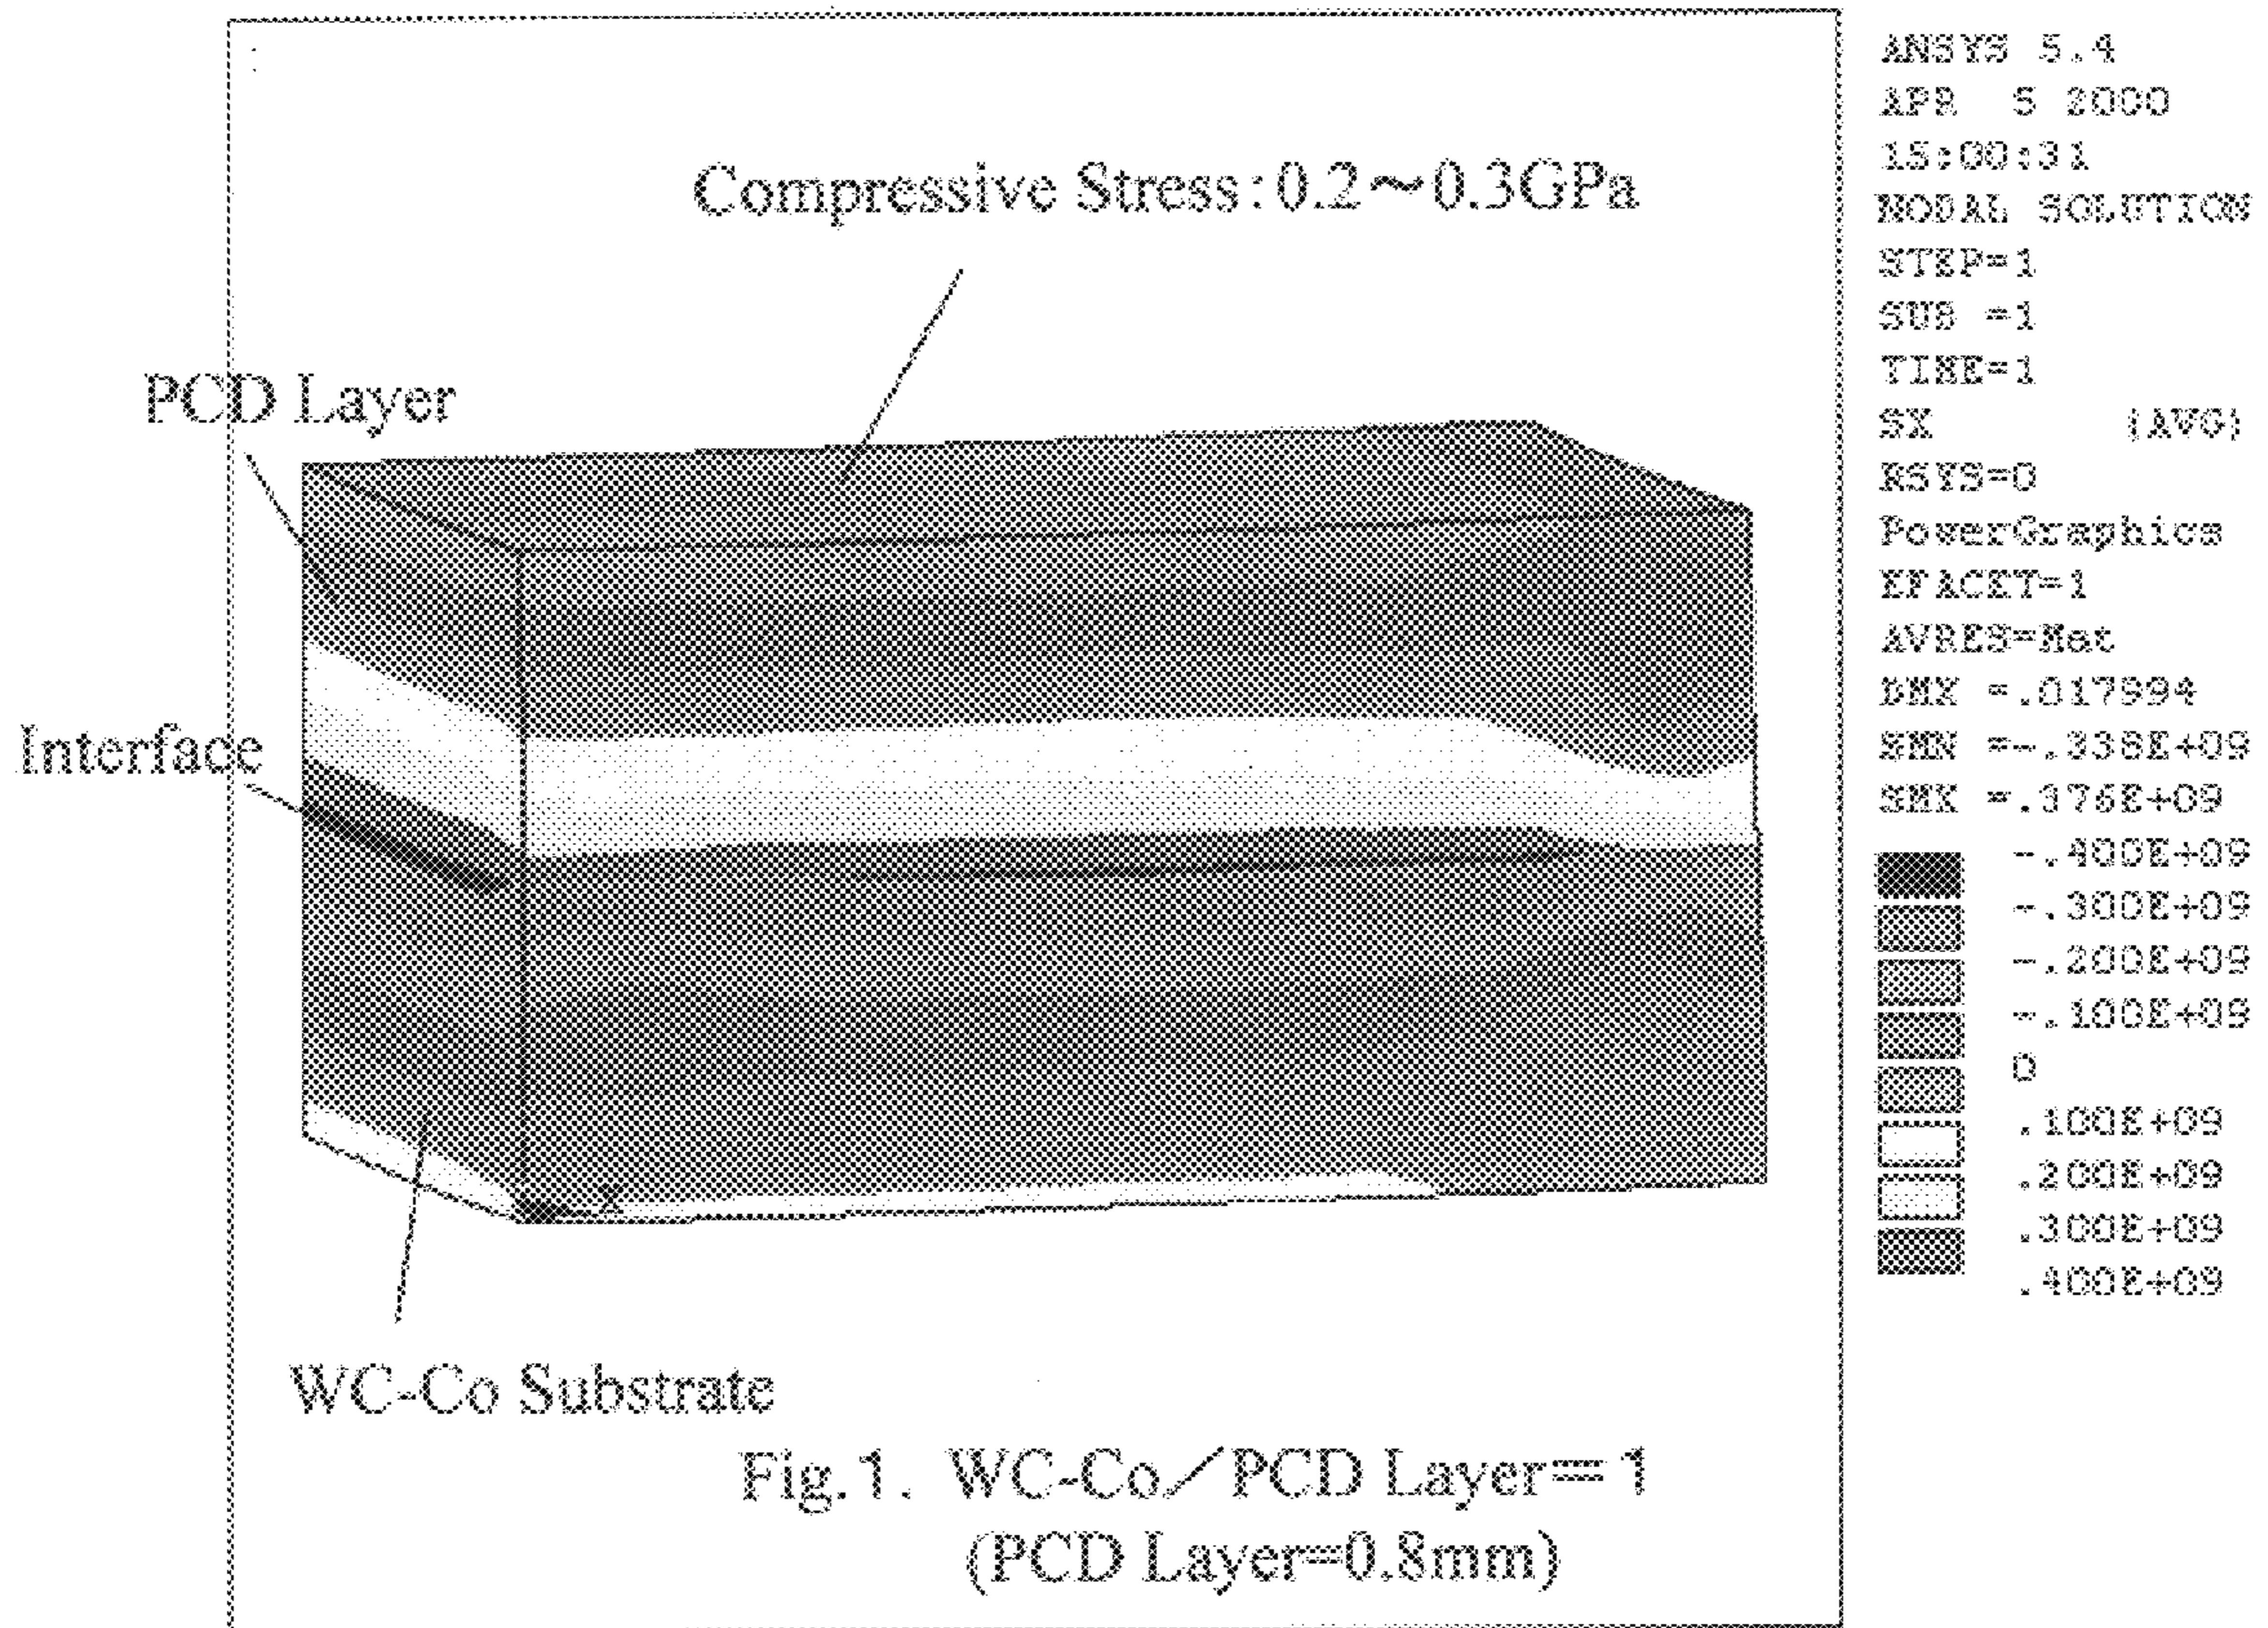 Compressive Stress:0.2～0.3GPa
PCD Layer
Interface
X
WC-Co Substrate
Fig.1. WC-Co／PCD Layer=1
(PCD Layer=0.8mm)
ANSYS 5.4
APR 5 2000
15:00:31
NODAL SOLUTION
STEP=1
SUB =1
TIME=1
SX (AVG)
RSYS=0
PowerGraphics
EFACET=1
AVRES=Mat
DMX =.017994
SMN =-.338E+09
SMX =.376E+09
-.400E+09
-.300E+09
-.200E+09
-.100E+09
0
.100E+09
.200E+09
.300E+09
.400E+09